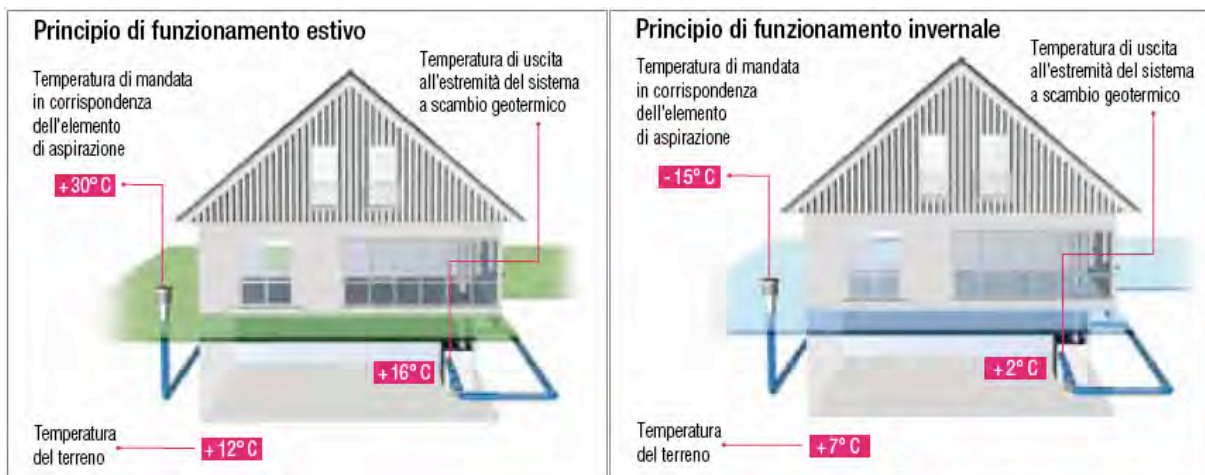 Principio di funzionamento estivo
Temperatura di mandata
in corrispondenza
dell'elemento
di aspirazione
+30° C
Temperatura di uscita
all'estremità del sistema
a scambio geotermico
+16° C
Temperatura
del terreno
+12° C
Principio di funzionamento invernale
Temperatura di mandata
in corrispondenza
dell'elemento
di aspirazione
-15° C
Temperatura di uscita
all'estremità del sistema
a scambio geotermico
+2° C
Temperatura
del terreno
+7° C